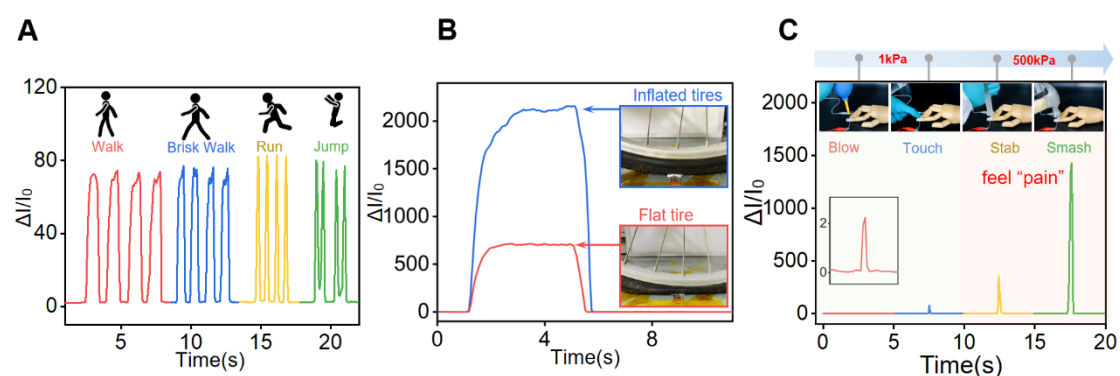 A
120
80
40
0
ΔI/I₀
Walk
Brisk Walk
Run
Jump
5
10
15
20
Time(s)
B
2000
1500
1000
500
0
ΔI/I₀
Inflated tires
Flat tire
0
4
8
Time(s)
C
1kPa
500kPa
2000
1500
1000
500
0
ΔI/I₀
Blow
Touch
Stab
Smash
feel “pain”
2
0
0
5
10
15
20
Time(s)